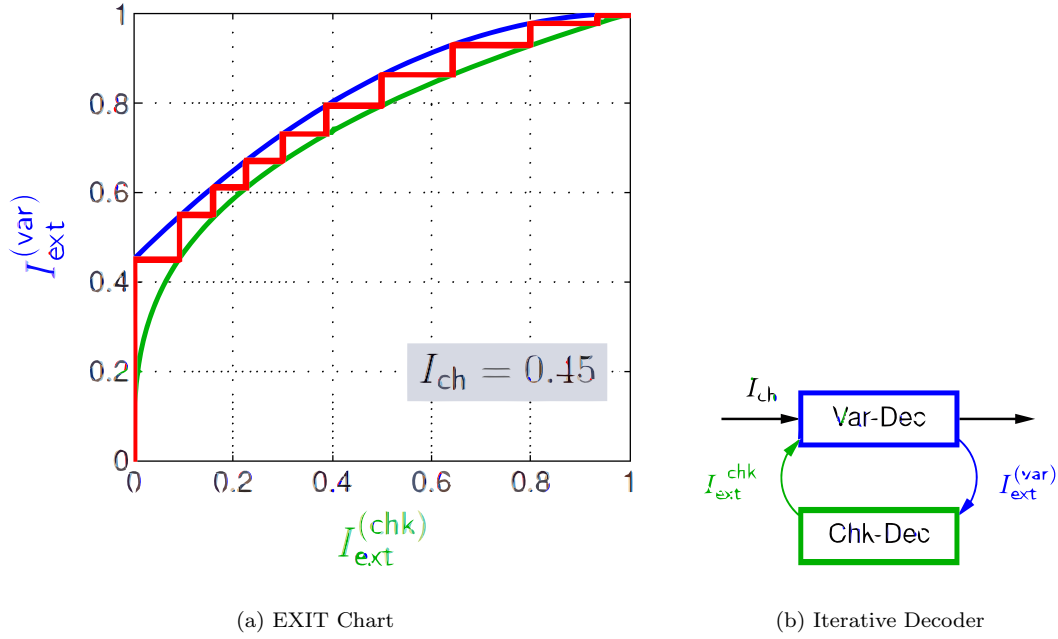 1
0.8
0.6
0.4
0.2
0
0 0.2 0.4 0.6 0.8 1
I_ext^(var)
I_ext^(chk)
I_ch = 0.45
(a) EXIT Chart
I_ch
Var-Dec
I_ext^chk
I_ext^(var)
Chk-Dec
(b) Iterative Decoder